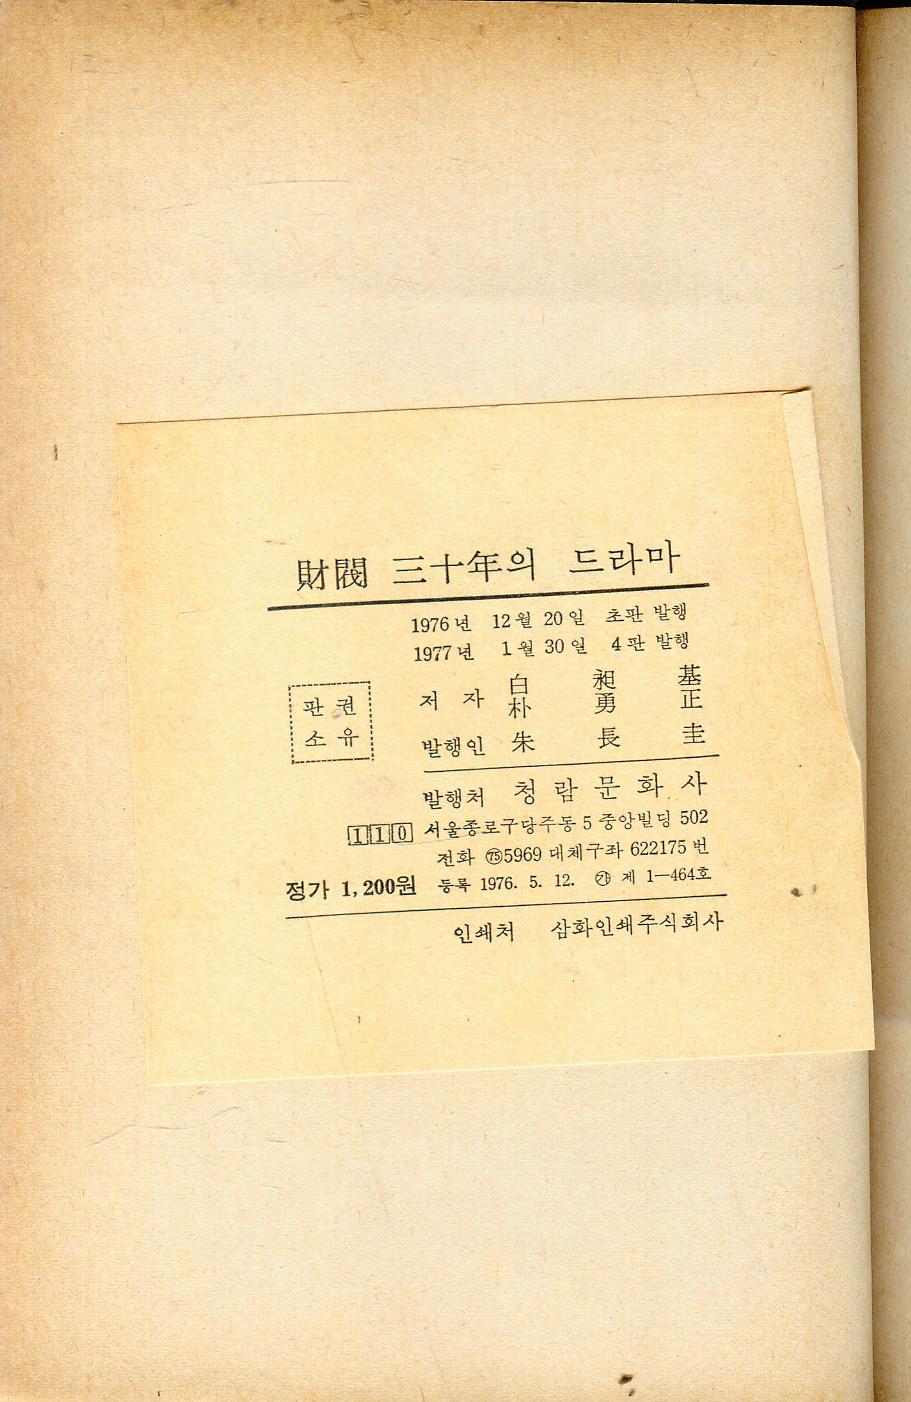 財閥 三十年의 드라마
1976년 12월 20일 초판 발행
1977년 1월 30일 4판 발행
판권
소유
저자 白昶基
朴勇正
발행인 朱長圭
발행처 청람문화사
110 서울종로구당주동 5 중앙빌딩 502
전화 ㉄5969 대체구좌 622175 번
정가 1,200원 등록 1976. 5. 12. ㉮ 제 1—464호
인쇄처 삼화인쇄주식회사